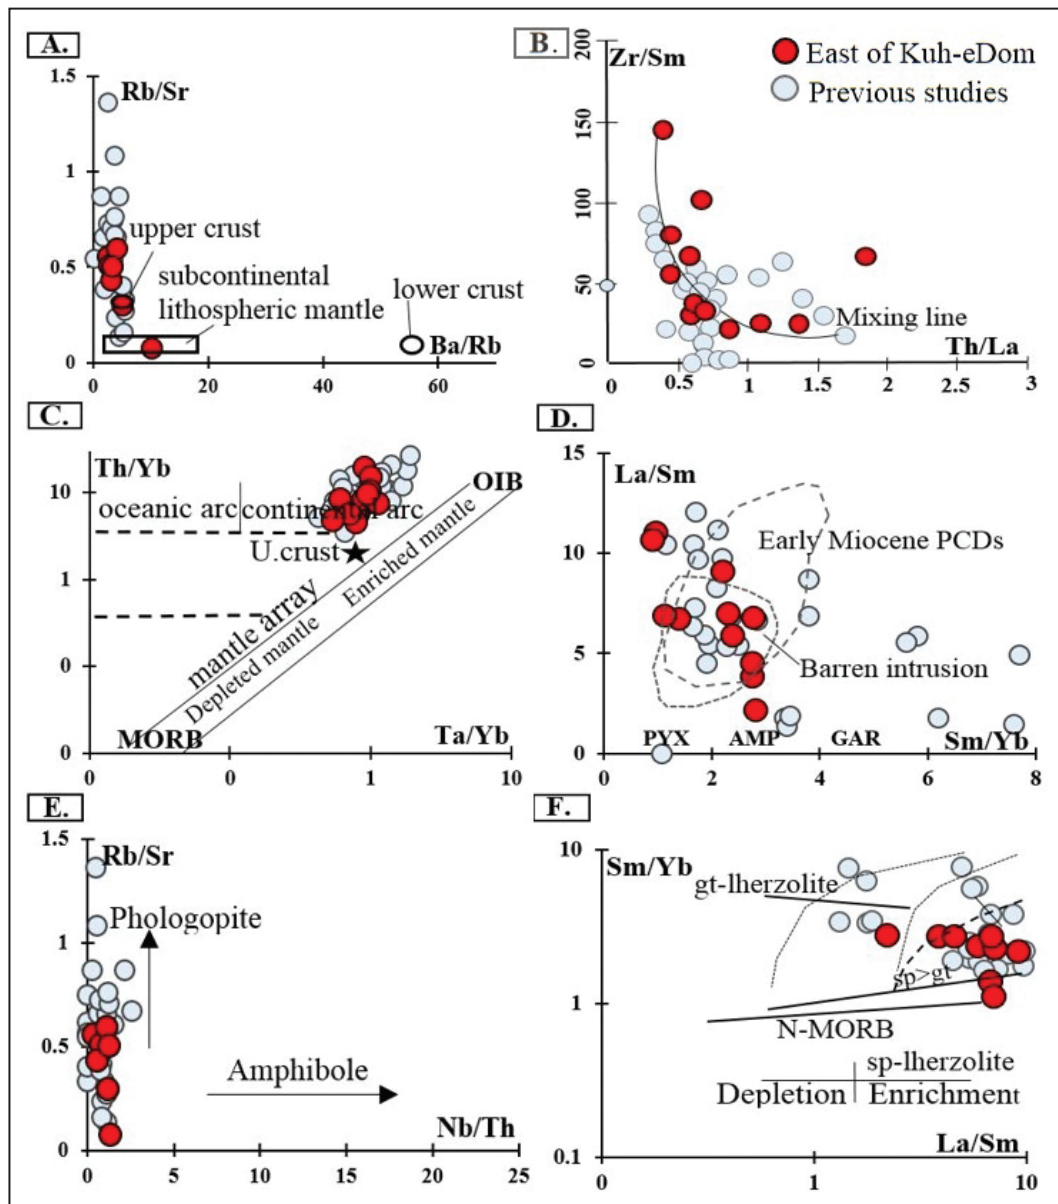 A.
Rb/Sr
1.5
1
0.5
0
upper crust
subcontinental
lithospheric mantle
lower crust
Ba/Rb
0
20
40
60
B.
Zr/Sm
200
150
100
50
0
East of Kuh-eDom
Previous studies
Mixing line
Th/La
0.5
1
1.5
2
2.5
3
C.
Th/Yb
10
1
0
0
oceanic arc
continental arc
U.crust
OIB
mantle array
Enriched mantle
Depleted mantle
MORB
Ta/Yb
0
0
1
10
D.
La/Sm
15
10
5
0
Early Miocene PCDs
Barren intrusion
PYX
AMP
GAR
Sm/Yb
0
2
4
6
8
E.
Rb/Sr
1.5
1
0.5
0
Phologopite
Amphibole
Nb/Th
0
5
10
15
20
25
F.
Sm/Yb
10
1
0.1
gt-lherzolite
sp>gt
N-MORB
sp-lherzolite
Depletion
Enrichment
La/Sm
0
1
10